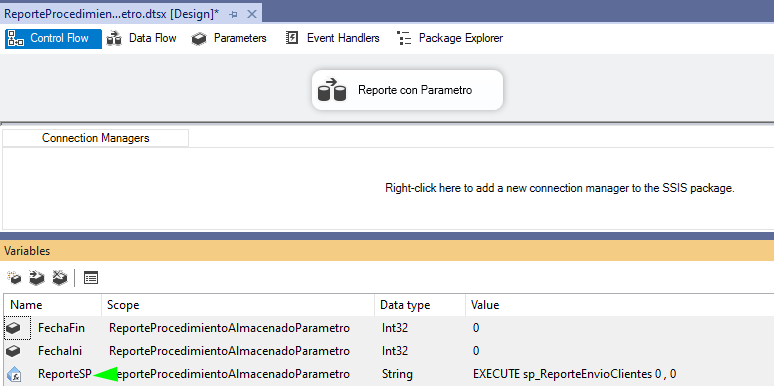 ReporteProcedimien...etro.dtsx [Design]*
Control Flow Data Flow Parameters Event Handlers Package Explorer
Reporte con Parametro
Connection Managers
Right-click here to add a new connection manager to the SSIS package.
Variables
Name Scope Data type Value
FechaFin ReporteProcedimientoAlmacenadoParametro Int32 0
FechaIni ReporteProcedimientoAlmacenadoParametro Int32 0
ReporteSP ReporteProcedimientoAlmacenadoParametro String EXECUTE sp_ReporteEnvioClientes 0 , 0